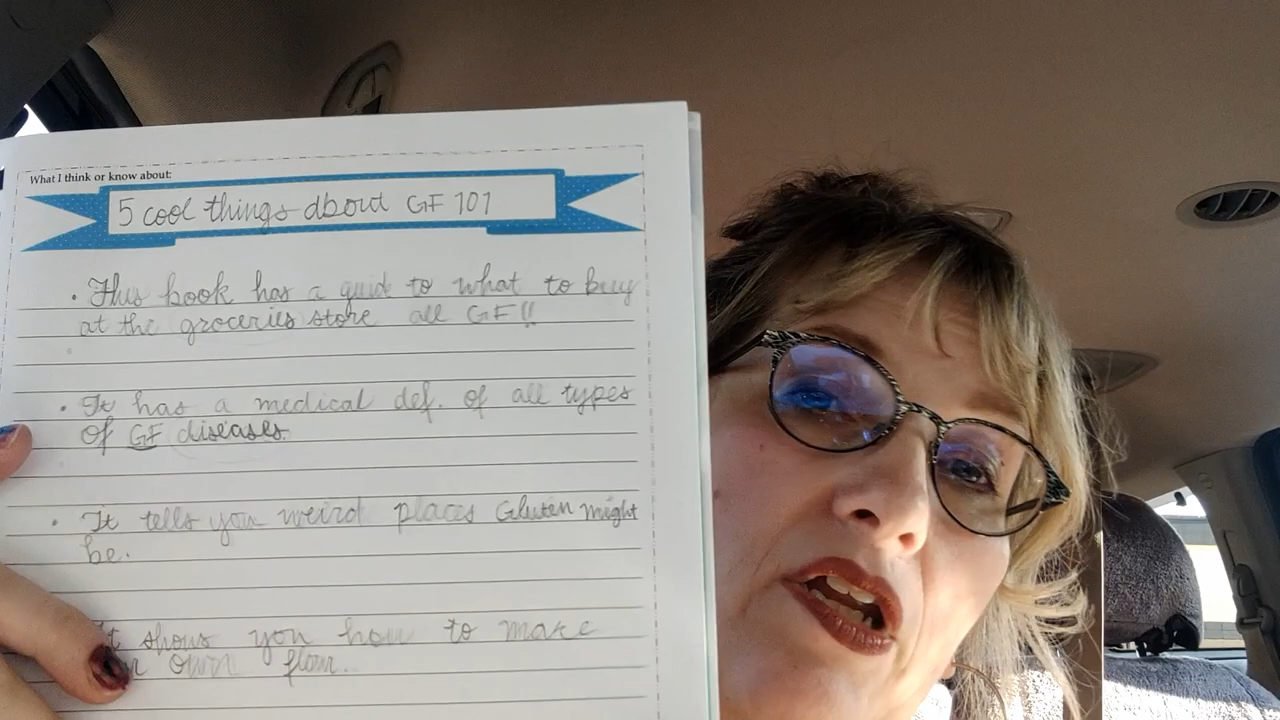 What I think or know about:
5 cool things about GF 101
• This book has a guid to what to buy
at the groceries store all GF!!
• It has a medical def. of all types
of GF diseases.
• It tells you weird places Gluten might
be.
It shows you how to make
own flour.